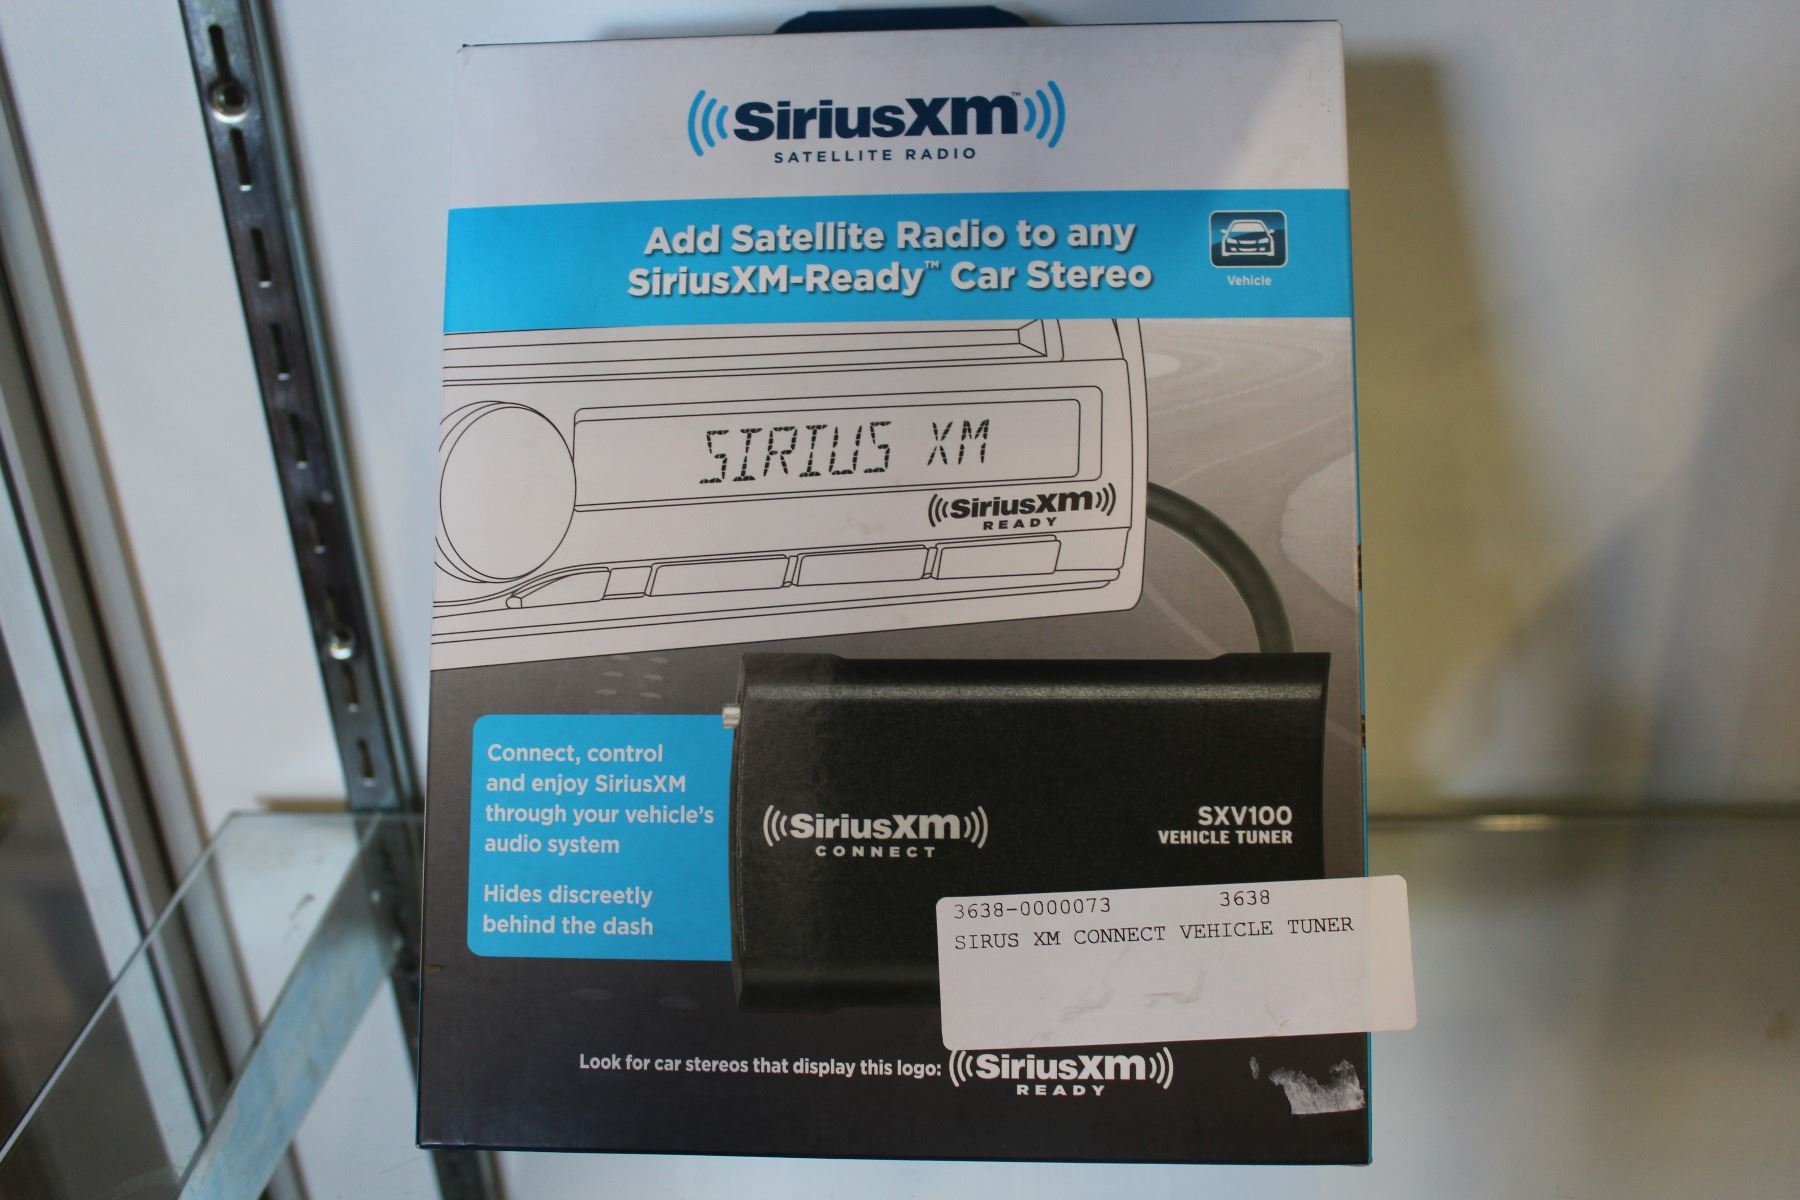 SiriusXM™
SATELLITE RADIO
Add Satellite Radio to any
SiriusXM-Ready™ Car Stereo
Vehicle
SIRIUS XM
SiriusXM
READY
Connect, control
and enjoy SiriusXM
through your vehicle's
audio system
Hides discreetly
behind the dash
SiriusXM
CONNECT
SXV100
VEHICLE TUNER
3638-0000073 3638
SIRUS XM CONNECT VEHICLE TUNER
Look for car stereos that display this logo: SiriusXM
READY